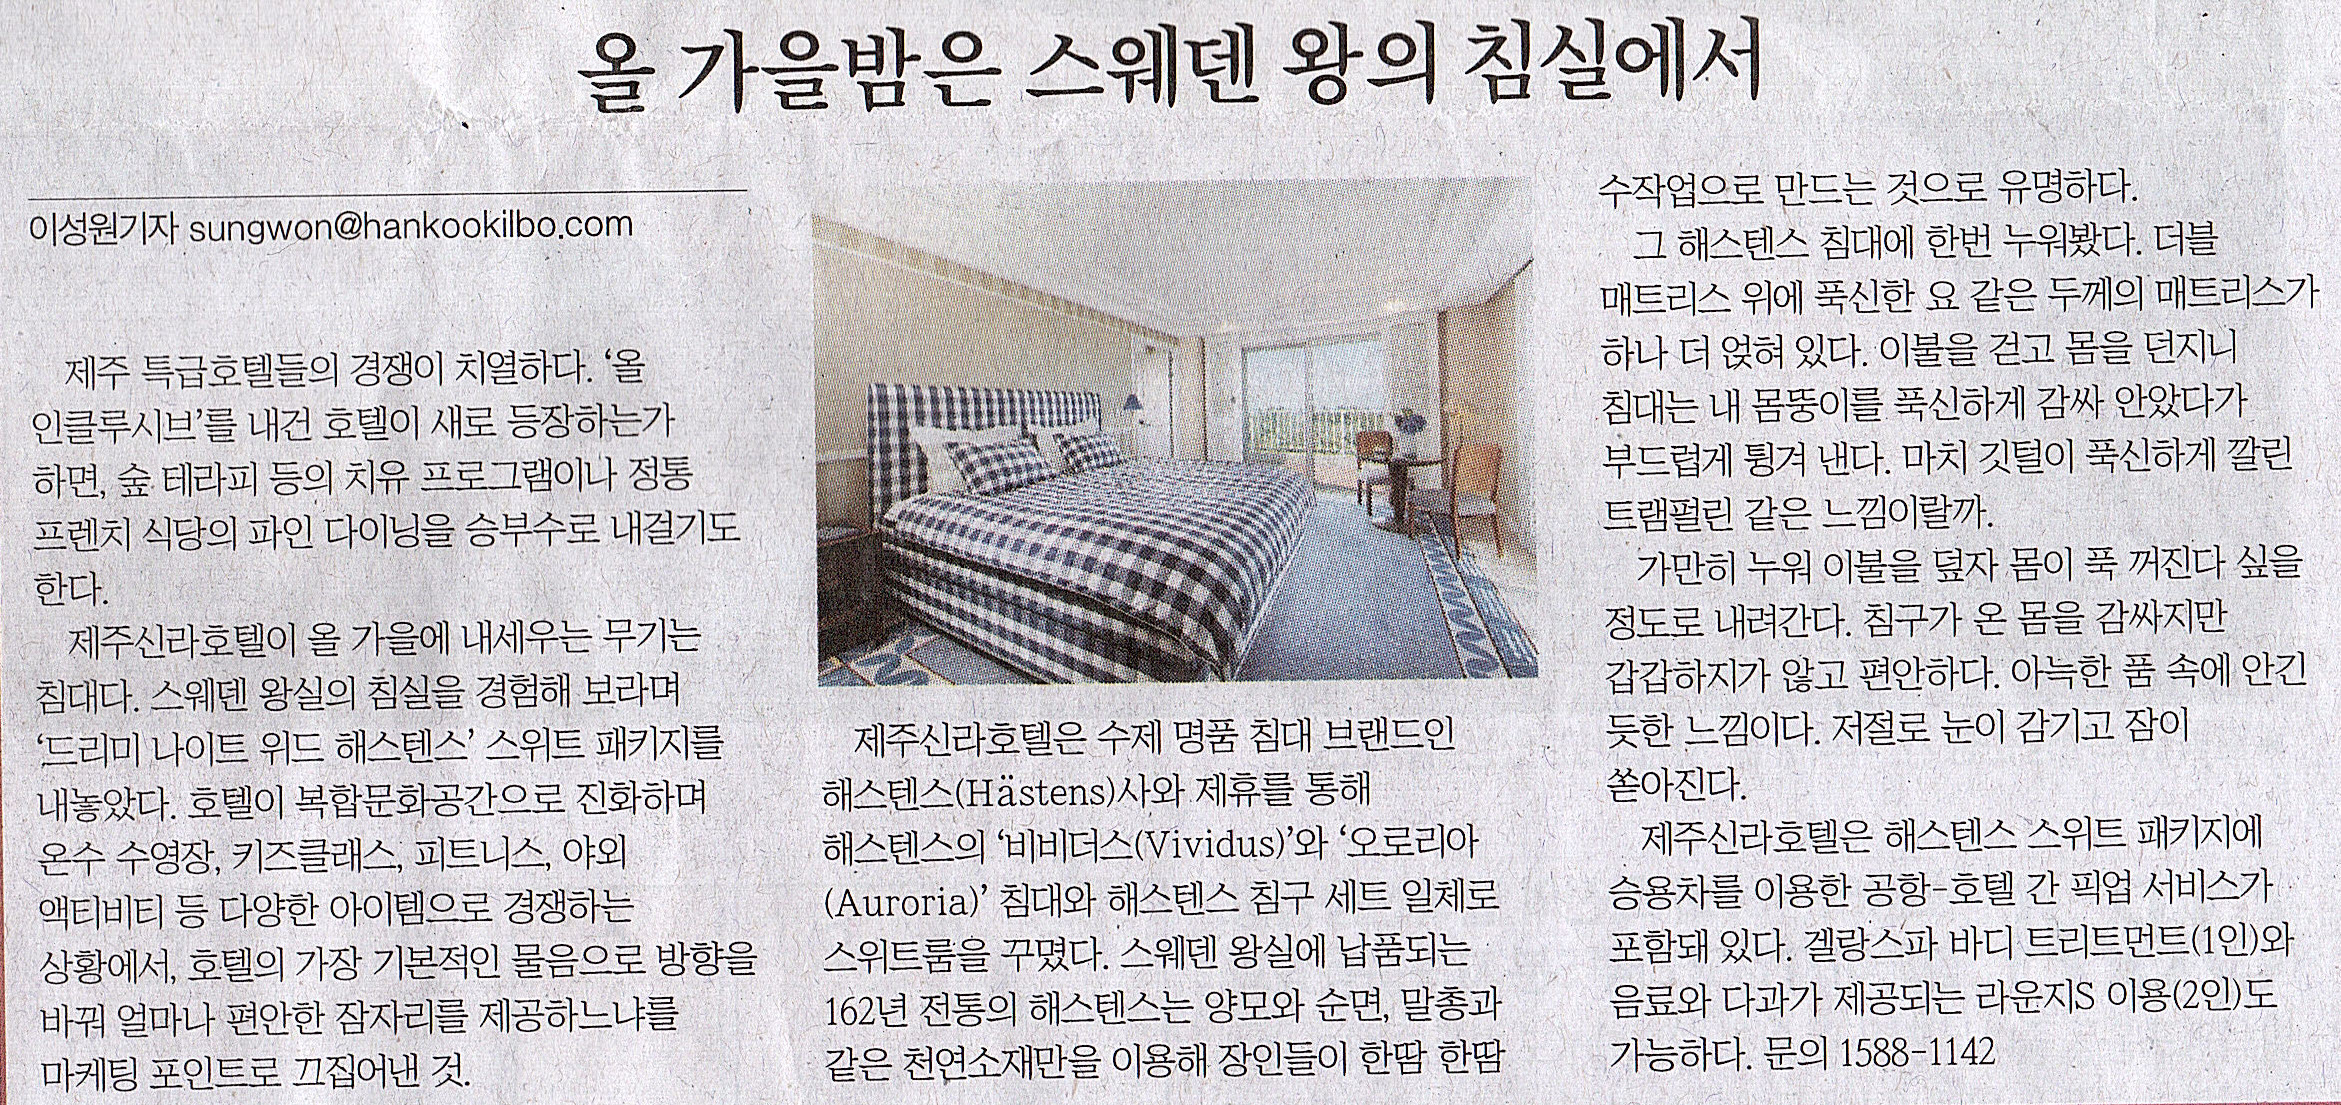 올 가을밤은 스웨덴 왕의 침실에서
이성원기자 sungwon@hankookilbo.com
제주 특급호텔들의 경쟁이 치열하다. ‘올
인클루시브’를 내건 호텔이 새로 등장하는가
하면, 숲 테라피 등의 치유 프로그램이나 정통
프렌치 식당의 파인 다이닝을 승부수로 내걸기도
한다.
제주신라호텔이 올 가을에 내세우는 무기는
침대다. 스웨덴 왕실의 침실을 경험해 보라며
‘드리미 나이트 위드 해스텐스’ 스위트 패키지를
내놓았다. 호텔이 복합문화공간으로 진화하며
온수 수영장, 키즈클래스, 피트니스, 야외
액티비티 등 다양한 아이템으로 경쟁하는
상황에서, 호텔의 가장 기본적인 물음으로 방향을
바꿔 얼마나 편안한 잠자리를 제공하느냐를
마케팅 포인트로 끄집어낸 것.
제주신라호텔은 수제 명품 침대 브랜드인
해스텐스(Hästens)사와 제휴를 통해
해스텐스의 ‘비비더스(Vividus)’와 ‘오로리아
(Auroria)’ 침대와 해스텐스 침구 세트 일체로
스위트룸을 꾸몄다. 스웨덴 왕실에 납품되는
162년 전통의 해스텐스는 양모와 순면, 말총과
같은 천연소재만을 이용해 장인들이 한땀 한땀
수작업으로 만드는 것으로 유명하다.
그 해스텐스 침대에 한번 누워봤다. 더블
매트리스 위에 푹신한 요 같은 두께의 매트리스가
하나 더 얹혀 있다. 이불을 걷고 몸을 던지니
침대는 내 몸뚱이를 푹신하게 감싸 안았다가
부드럽게 튕겨 낸다. 마치 깃털이 푹신하게 깔린
트램펄린 같은 느낌이랄까.
가만히 누워 이불을 덮자 몸이 푹 꺼진다 싶을
정도로 내려간다. 침구가 온 몸을 감싸지만
갑갑하지가 않고 편안하다. 아늑한 품 속에 안긴
듯한 느낌이다. 저절로 눈이 감기고 잠이
쏟아진다.
제주신라호텔은 해스텐스 스위트 패키지에
승용차를 이용한 공항-호텔 간 픽업 서비스가
포함돼 있다. 겔랑스파 바디 트리트먼트(1인)와
음료와 다과가 제공되는 라운지S 이용(2인)도
가능하다. 문의 1588-1142